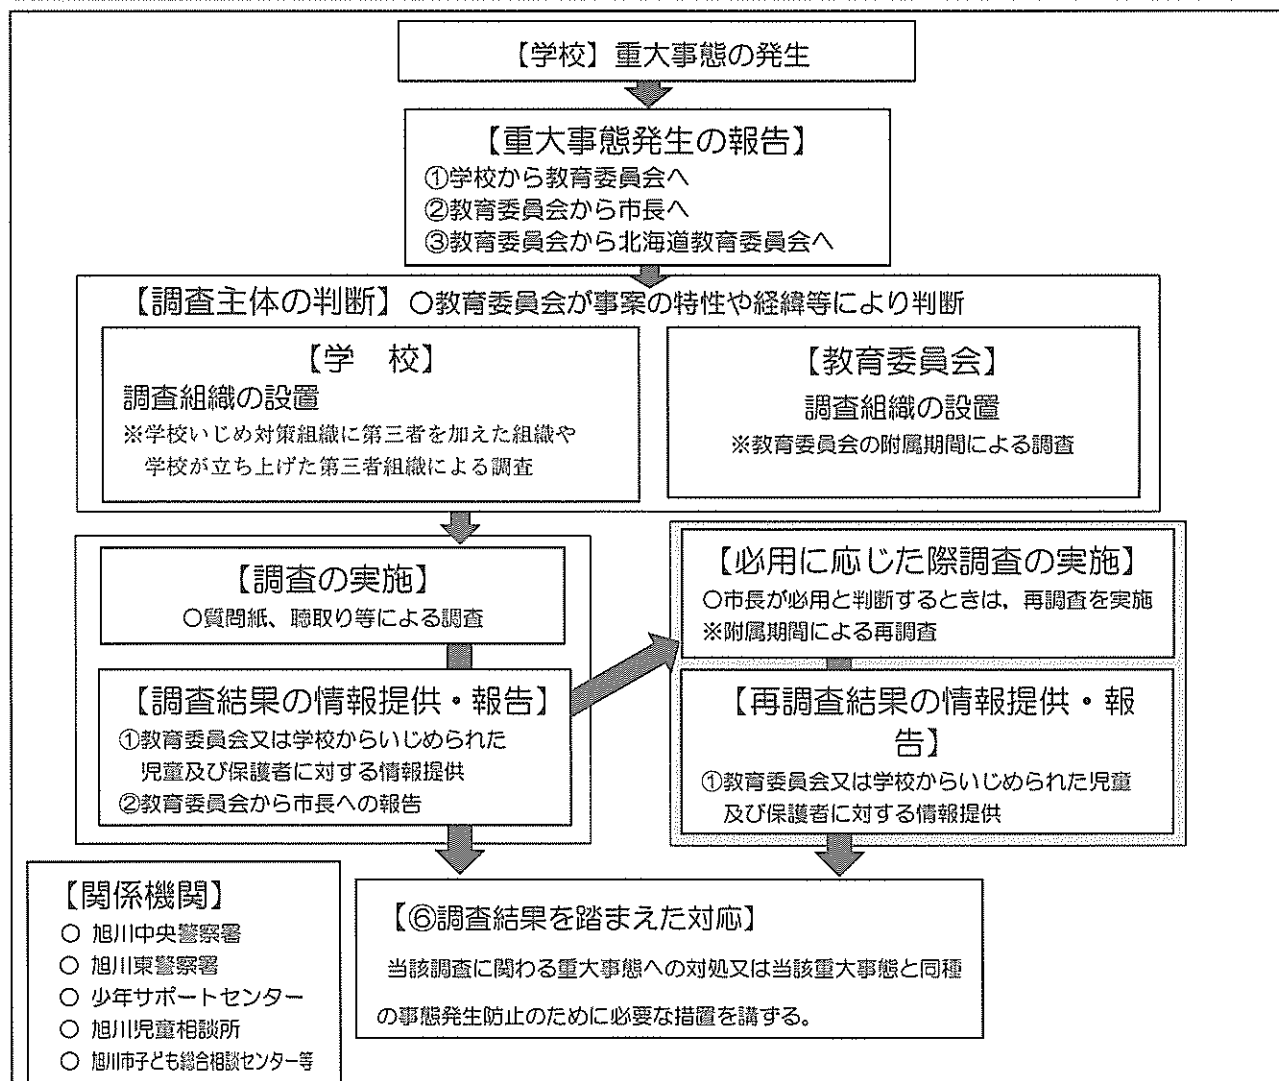 【学校】重大事態の発生
【重大事態発生の報告】
①学校から教育委員会へ
②教育委員会から市長へ
③教育委員会から北海道教育委員会へ
【調査主体の判断】○教育委員会が事案の特性や経緯等により判断
【学　校】
調査組織の設置
※学校いじめ対策組織に第三者を加えた組織や
学校が立ち上げた第三者組織による調査
【教育委員会】
調査組織の設置
※教育委員会の附属期間による調査
【調査の実施】
○質問紙、聴取り等による調査
【調査結果の情報提供・報告】
①教育委員会又は学校からいじめられた
児童及び保護者に対する情報提供
②教育委員会から市長への報告
【必用に応じた際調査の実施】
○市長が必用と判断するときは，再調査を実施
※附属期間による再調査
【再調査結果の情報提供・報
告】
①教育委員会又は学校からいじめられた児童
及び保護者に対する情報提供
【関係機関】
○ 旭川中央警察署
○ 旭川東警察署
○ 少年サポートセンター
○ 旭川児童相談所
○ 旭川市子ども総合相談センター等
【⑥調査結果を踏まえた対応】
当該調査に関わる重大事態への対処又は当該重大事態と同種
の事態発生防止のために必要な措置を講ずる。